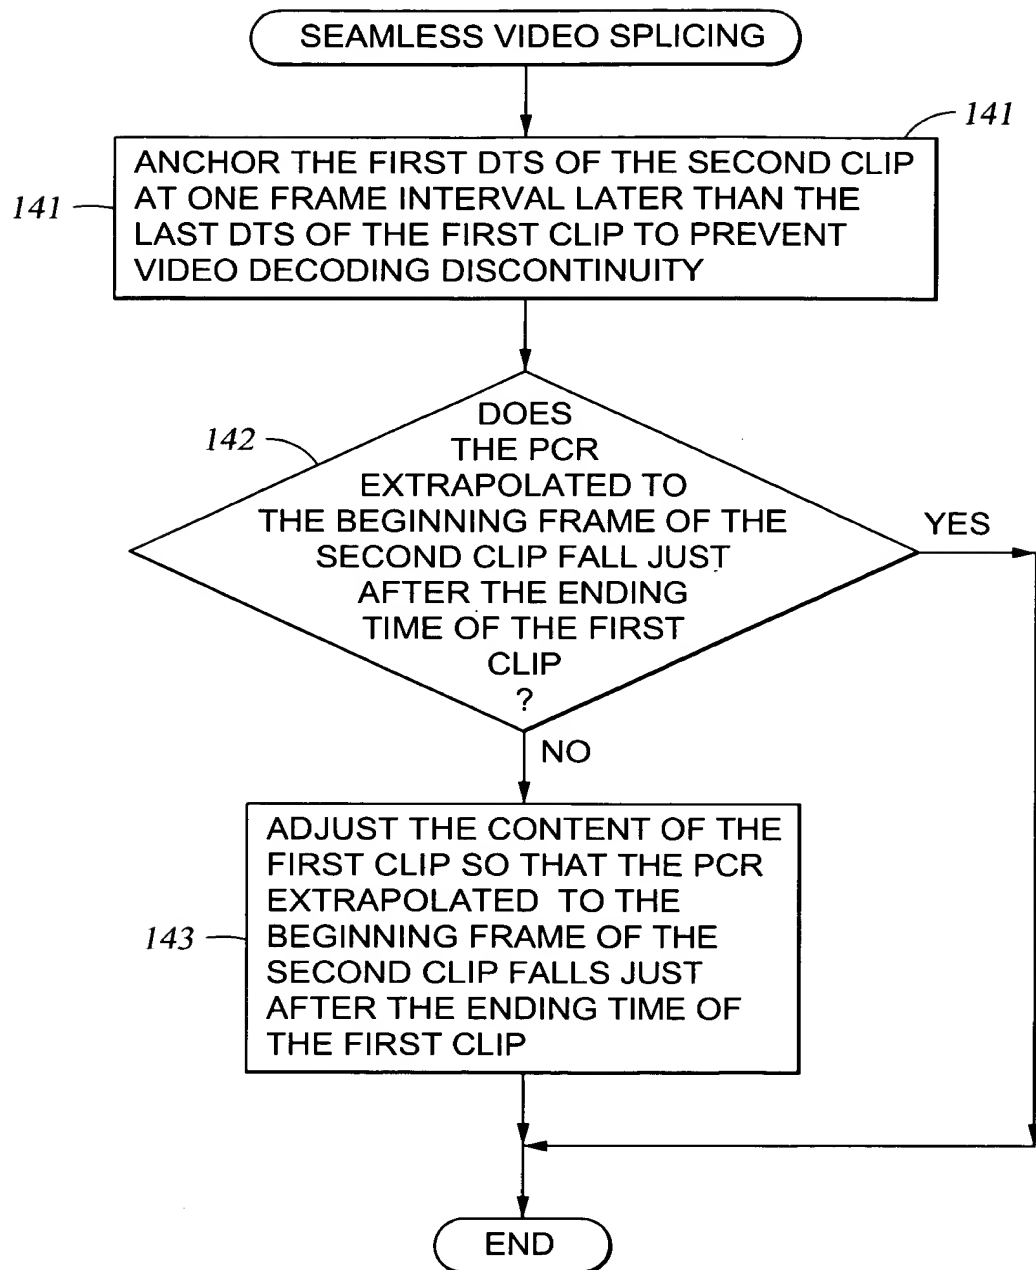 SEAMLESS VIDEO SPLICING
141
ANCHOR THE FIRST DTS OF THE SECOND CLIP
AT ONE FRAME INTERVAL LATER THAN THE
LAST DTS OF THE FIRST CLIP TO PREVENT
VIDEO DECODING DISCONTINUITY
141
142
DOES
THE PCR
EXTRAPOLATED TO
THE BEGINNING FRAME OF THE
SECOND CLIP FALL JUST
AFTER THE ENDING
TIME OF THE FIRST
CLIP
?
YES
NO
143
ADJUST THE CONTENT OF THE
FIRST CLIP SO THAT THE PCR
EXTRAPOLATED TO THE
BEGINNING FRAME OF THE
SECOND CLIP FALLS JUST
AFTER THE ENDING TIME OF
THE FIRST CLIP
END